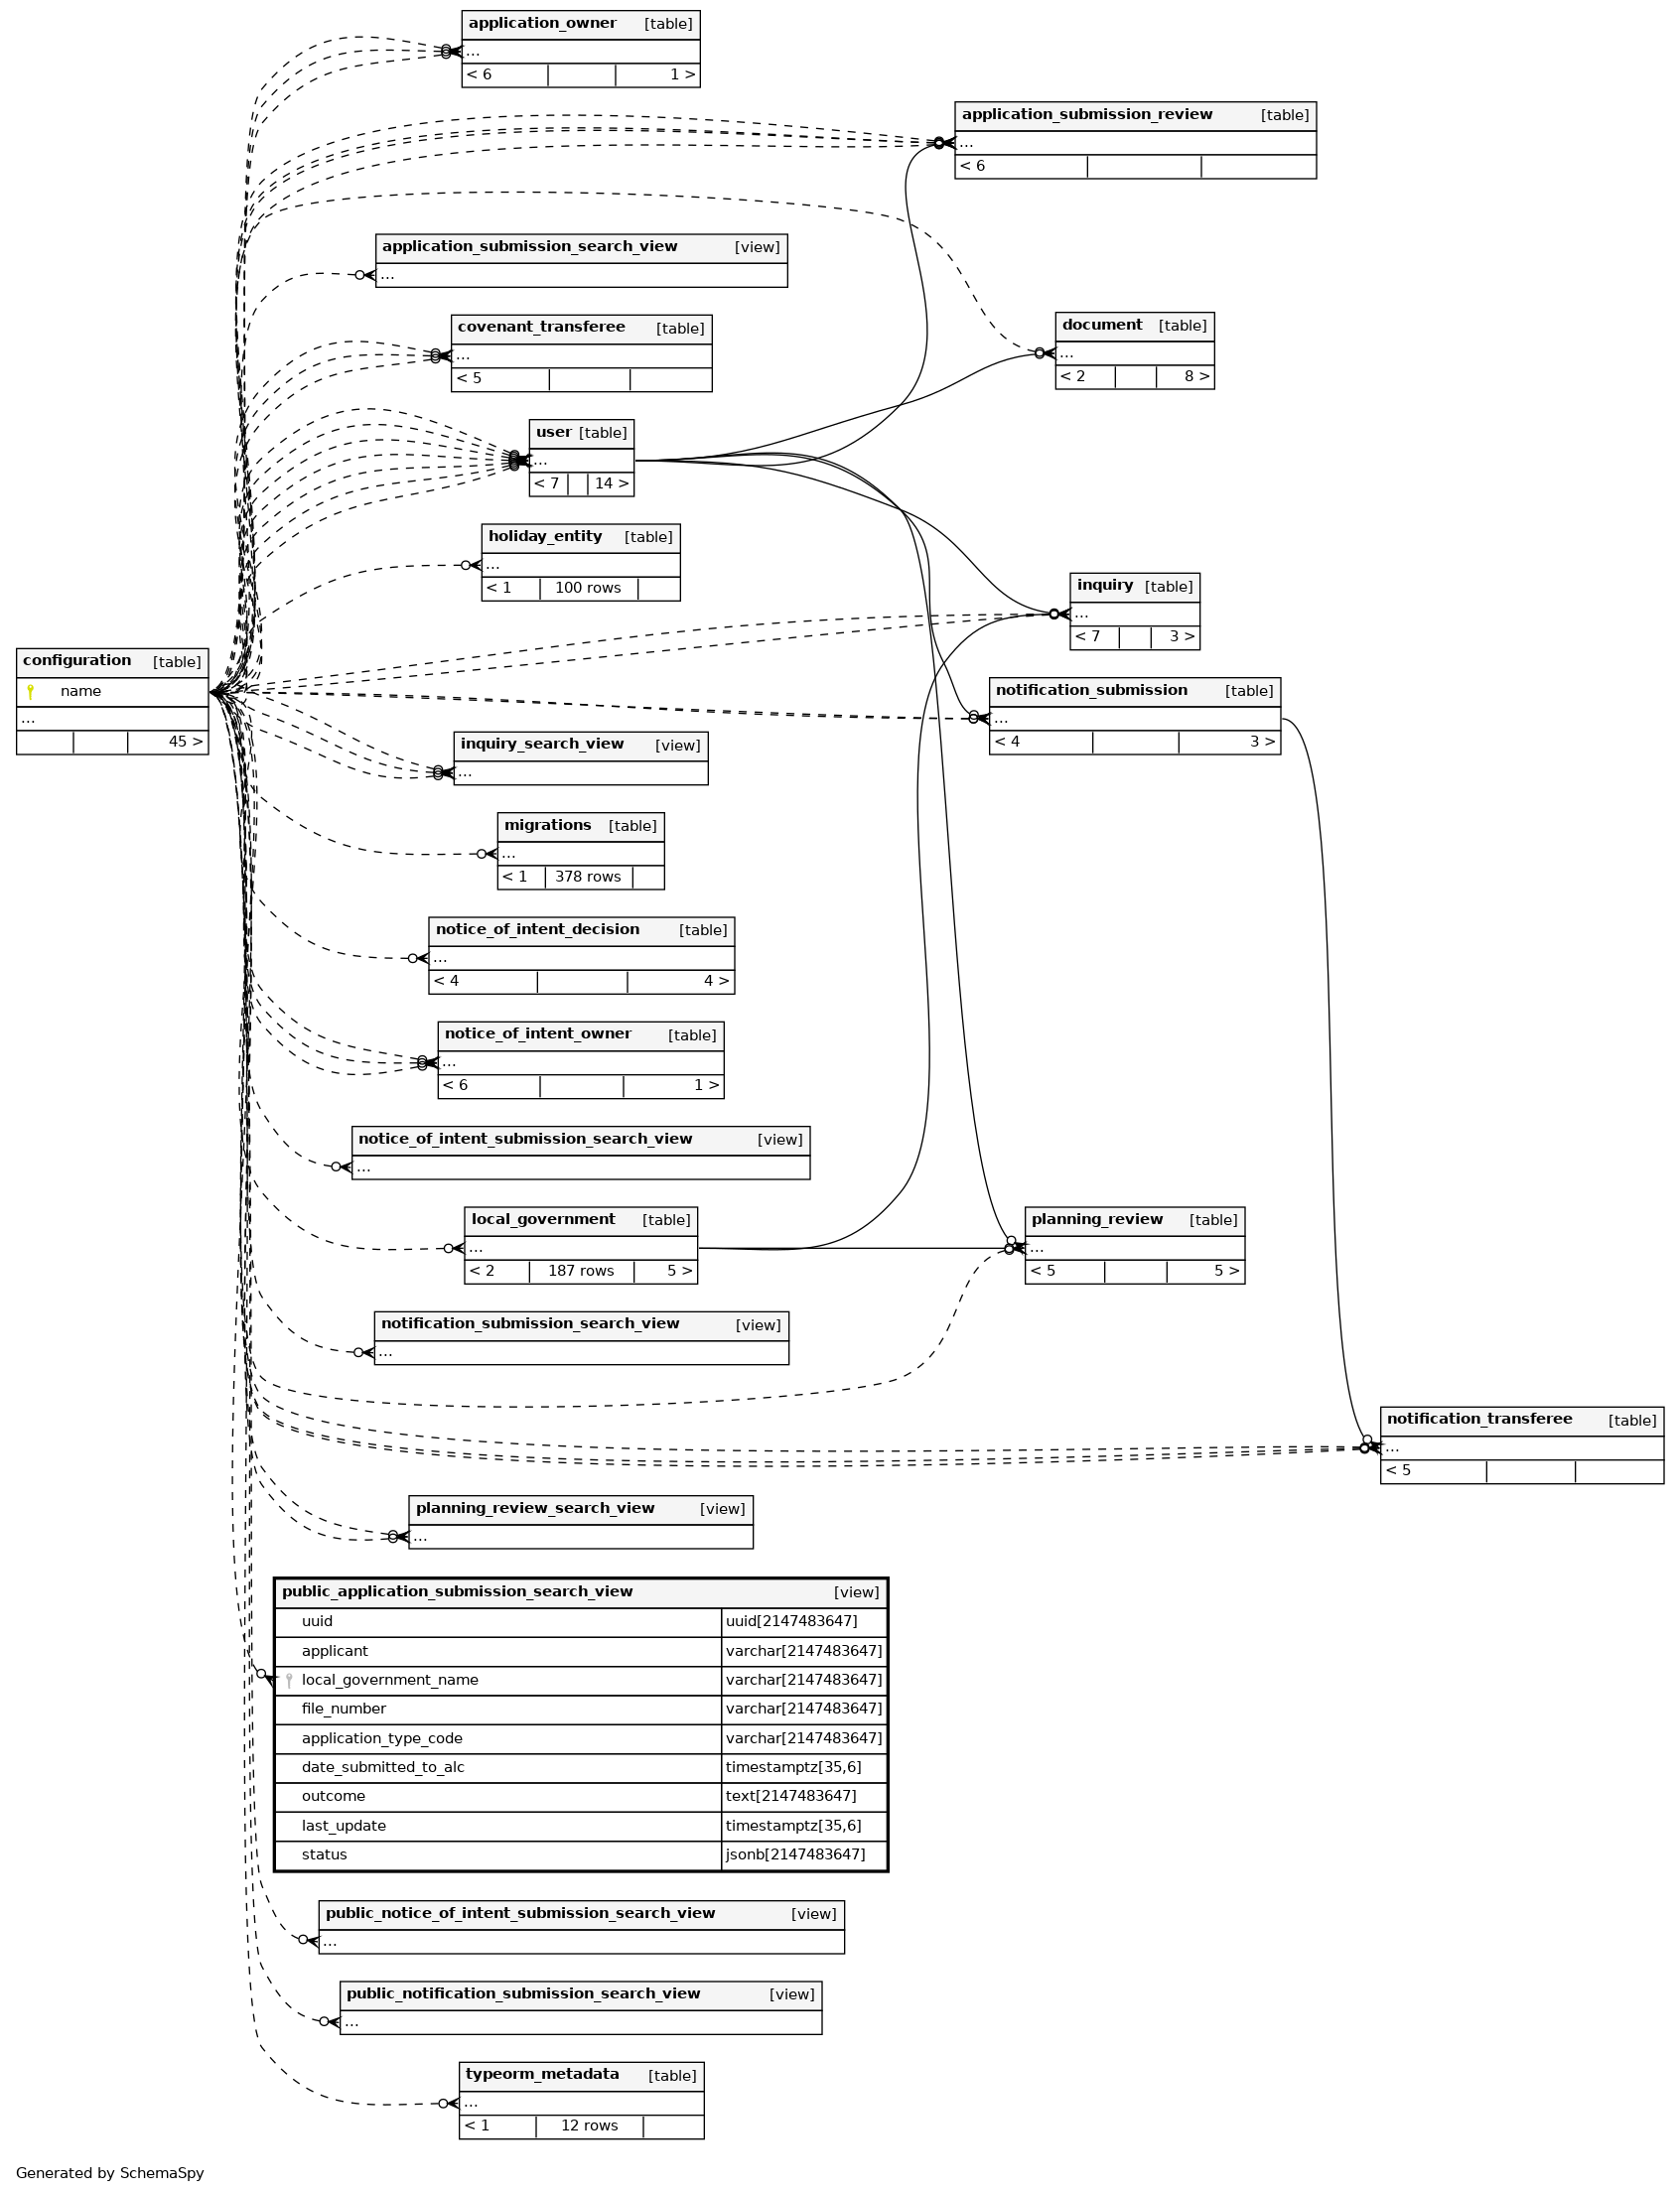 application_owner [table]
...
< 6 1 >
application_submission_review [table]
...
< 6
application_submission_search_view [view]
...
covenant_transferee [table]
...
< 5
document [table]
...
< 2 8 >
user [table]
...
< 7 14 >
holiday_entity [table]
...
< 1 100 rows
inquiry [table]
...
< 7 3 >
configuration [table]
name
...
45 >
notification_submission [table]
...
< 4 3 >
inquiry_search_view [view]
...
migrations [table]
...
< 1 378 rows
notice_of_intent_decision [table]
...
< 4 4 >
notice_of_intent_owner [table]
...
< 6 1 >
notice_of_intent_submission_search_view [view]
...
local_government [table]
...
< 2 187 rows 5 >
planning_review [table]
...
< 5 5 >
notification_submission_search_view [view]
...
notification_transferee [table]
...
< 5
planning_review_search_view [view]
...
public_application_submission_search_view [view]
uuid uuid[2147483647]
applicant varchar[2147483647]
local_government_name varchar[2147483647]
file_number varchar[2147483647]
application_type_code varchar[2147483647]
date_submitted_to_alc timestamptz[35,6]
outcome text[2147483647]
last_update timestamptz[35,6]
status jsonb[2147483647]
public_notice_of_intent_submission_search_view [view]
...
public_notification_submission_search_view [view]
...
typeorm_metadata [table]
...
< 1 12 rows
Generated by SchemaSpy